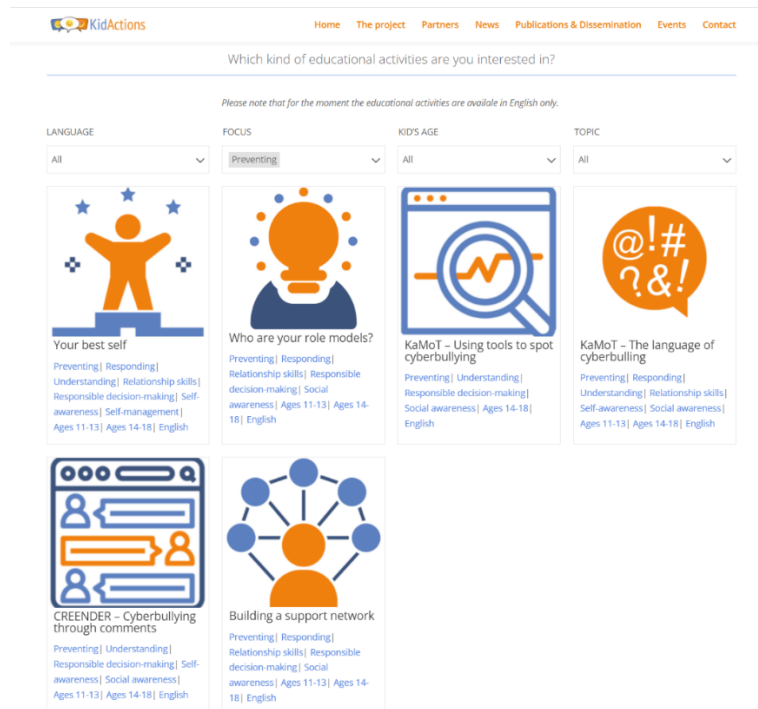 KidActions
Home The project Partners News Publications & Dissemination Events Contact
Which kind of educational activities are you interested in?
Please note that for the moment the educational activities are availale in English only.
LANGUAGE FOCUS KID'S AGE TOPIC
All Preventing All All
Your best self
Preventing| Responding|
Understanding| Relationship skills|
Responsible decision-making| Self-
awareness| Self-management|
Ages 11-13| Ages 14-18| English
Who are your role models?
Preventing| Responding|
Relationship skills| Responsible
decision-making| Social
awareness| Ages 11-13| Ages 14-
18| English
KaMoT – Using tools to spot
cyberbullying
Preventing| Understanding|
Responsible decision-making|
Social awareness| Ages 14-18|
English
@!#
?&!
KaMoT – The language of
cyberbulling
Preventing| Responding|
Understanding| Relationship skills|
Self-awareness| Social awareness|
Ages 11-13| Ages 14-18| English
CREENDER – Cyberbullying
through comments
Preventing| Understanding|
Responsible decision-making| Self-
awareness| Social awareness|
Ages 11-13| Ages 14-18| English
Building a support network
Preventing| Responding|
Relationship skills| Responsible
decision-making| Social
awareness| Ages 11-13| Ages 14-
18| English